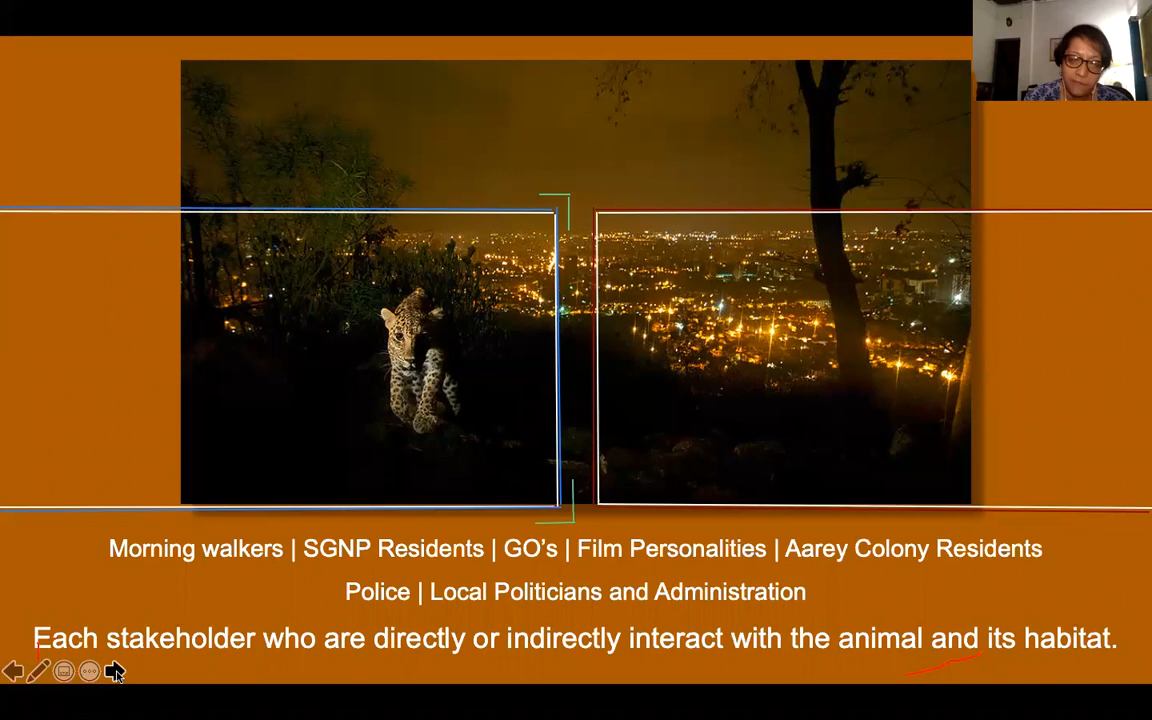 Morning walkers | SGNP Residents | GO's | Film Personalities | Aarey Colony Residents
Police | Local Politicians and Administration
Each stakeholder who are directly or indirectly interact with the animal and its habitat.